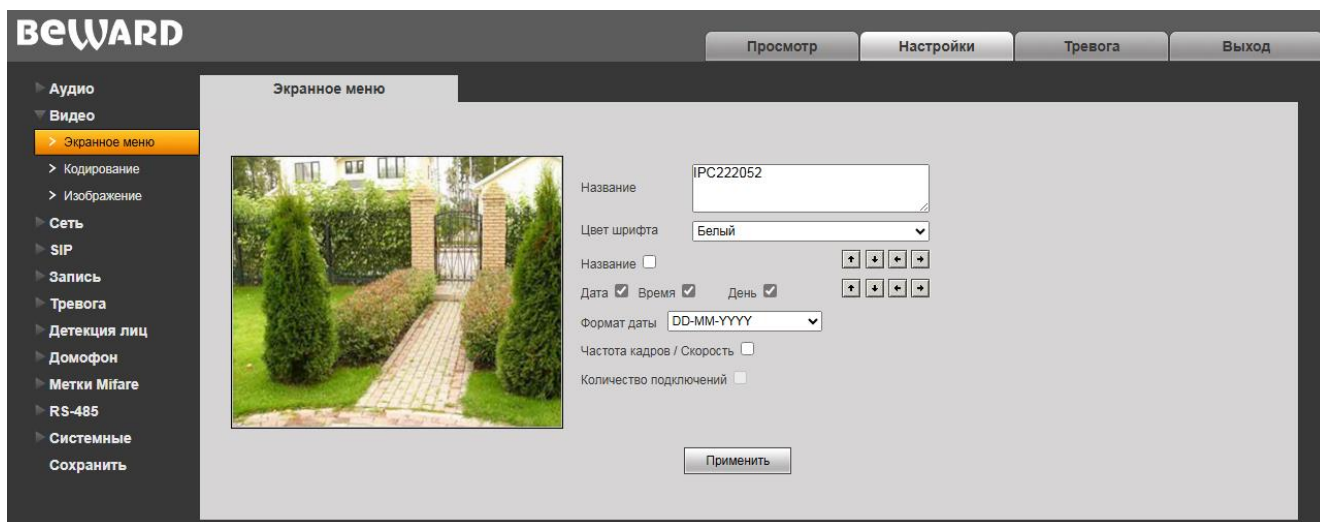 BEWARD
Просмотр Настройки Тревога Выход
Экранное меню
Аудио
Видео
Экранное меню
Кодирование
Изображение
Сеть
SIP
Запись
Тревога
Детекция лиц
Домофон
Метки Mifare
RS-485
Системные
Сохранить
Название IPC222052
Цвет шрифта Белый
Название
Дата Время День
Формат даты DD-MM-YYYY
Частота кадров / Скорость
Количество подключений
Применить